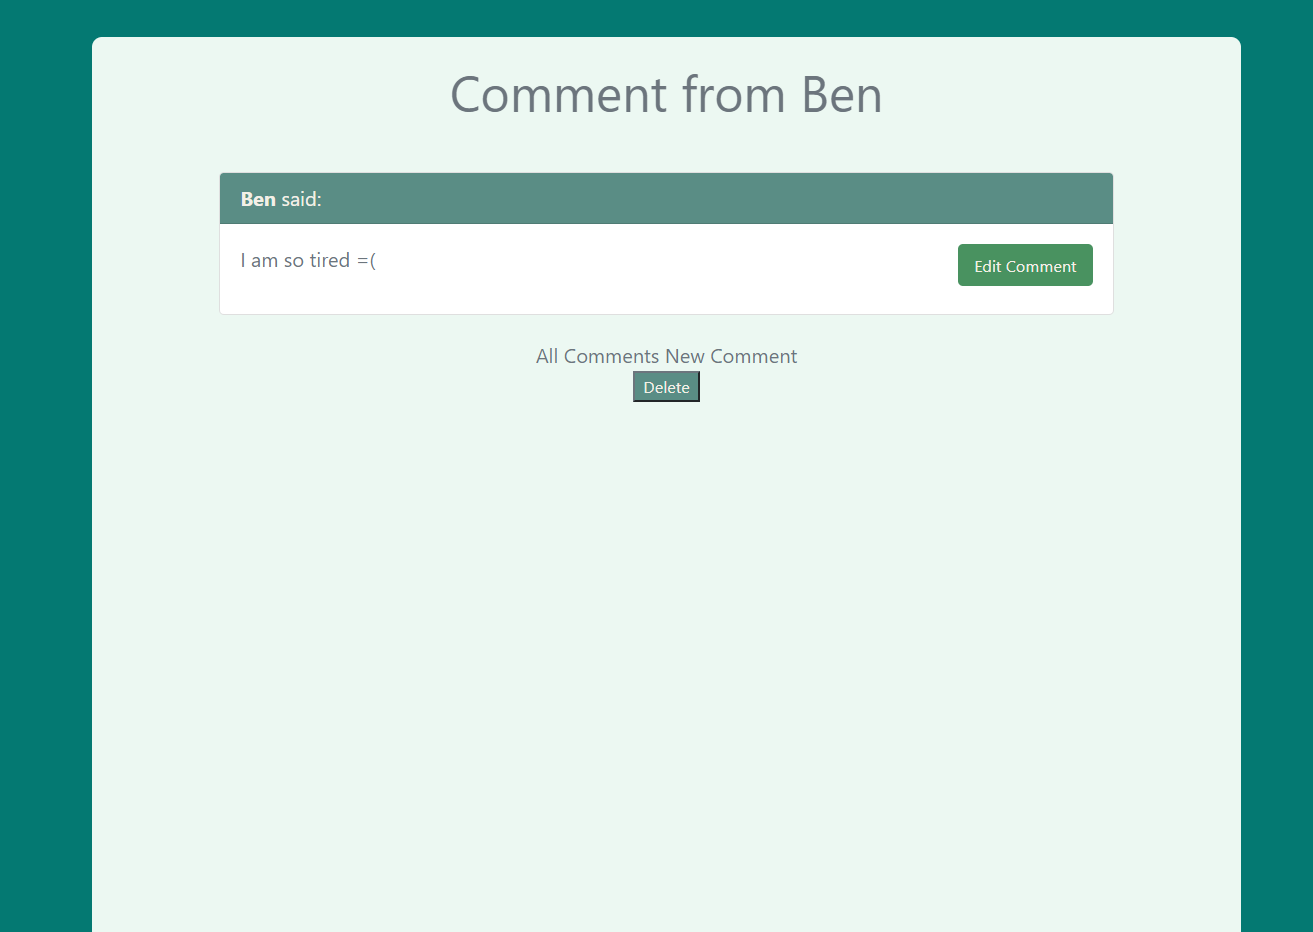 Comment from Ben
Ben said:
I am so tired =(
Edit Comment
All Comments New Comment
Delete